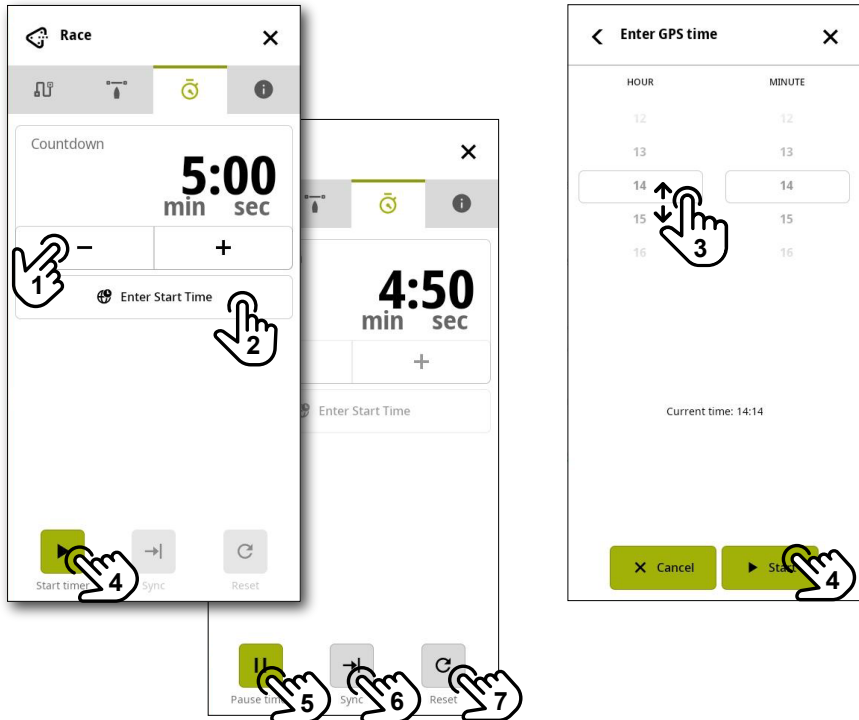 Race
Countdown
5:00
min sec
1
Enter Start Time
2
4
Start timer
Sync
Reset
4:50
min sec
Enter Start Time
5
6
7
Pause
Sync
Reset
Enter GPS time
HOUR MINUTE
12 12
13 13
14 14
15 15
3
16 16
Current time: 14:14
Cancel
4